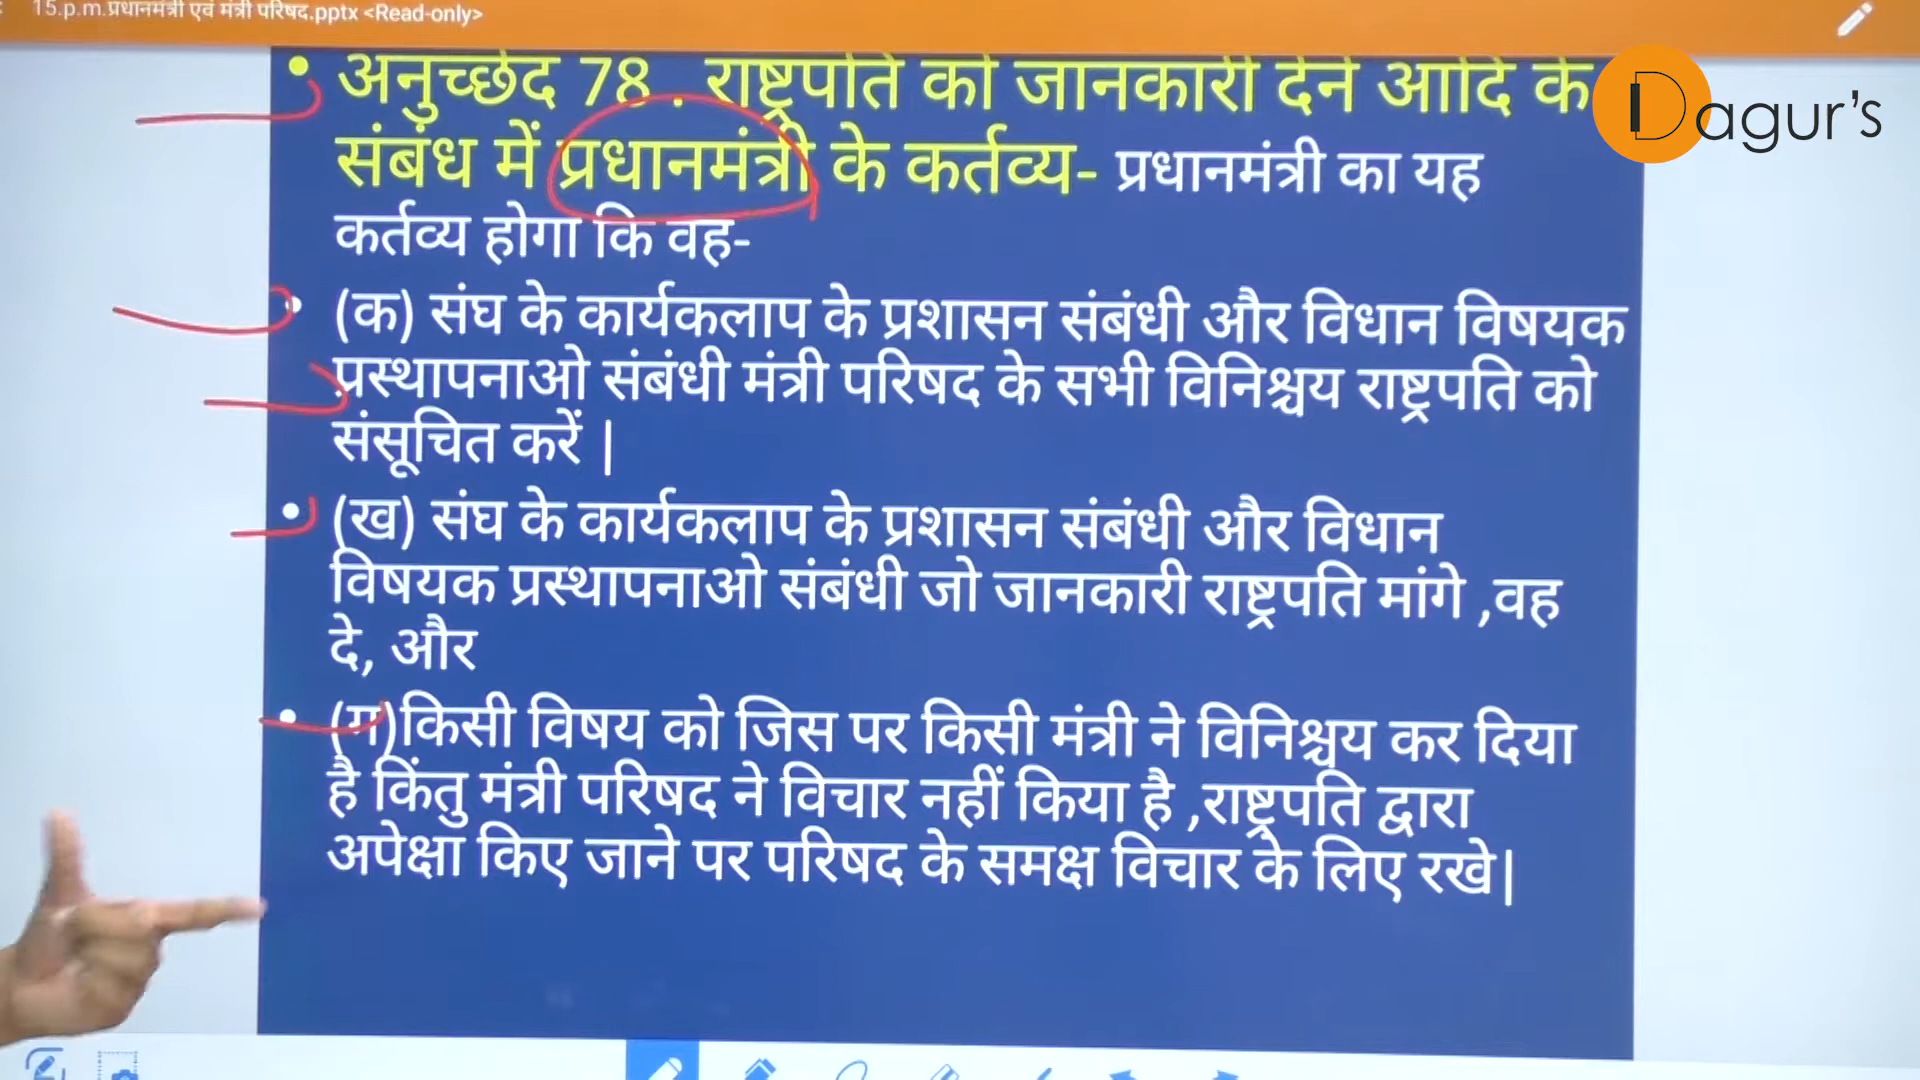 15.p.m.प्रधानमंत्री एवं मंत्री परिषद.pptx <Read-only>
Dagur's
अनुच्छेद 78 . राष्ट्रपति को जानकारी देने आदि के
संबंध में प्रधानमंत्री के कर्तव्य- प्रधानमंत्री का यह
कर्तव्य होगा कि वह-
(क) संघ के कार्यकलाप के प्रशासन संबंधी और विधान विषयक
प्रस्थापनाओ संबंधी मंत्री परिषद के सभी विनिश्चय राष्ट्रपति को
संसूचित करें |
(ख) संघ के कार्यकलाप के प्रशासन संबंधी और विधान
विषयक प्रस्थापनाओ संबंधी जो जानकारी राष्ट्रपति मांगे ,वह
दे, और
(ग)किसी विषय को जिस पर किसी मंत्री ने विनिश्चय कर दिया
है किंतु मंत्री परिषद ने विचार नहीं किया है ,राष्ट्रपति द्वारा
अपेक्षा किए जाने पर परिषद के समक्ष विचार के लिए रखे|